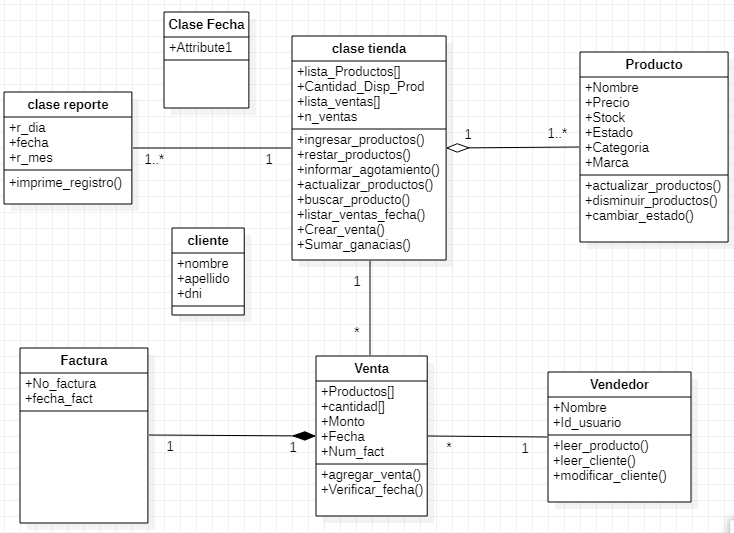 Clase Fecha
+Attribute1
clase tienda
+lista_Productos[]
+Cantidad_Disp_Prod
+lista_ventas[]
+n_ventas
+ingresar_productos()
+restar_productos()
+informar_agotamiento()
+actualizar_productos()
+buscar_producto()
+listar_ventas_fecha()
+Crear_venta()
+Sumar_ganacias()
Producto
+Nombre
+Precio
+Stock
+Estado
+Categoria
+Marca
+actualizar_productos()
+disminuir_productos()
+cambiar_estado()
clase reporte
+r_dia
+fecha
+r_mes
+imprime_registro()
1..*
1
1
1..*
cliente
+nombre
+apellido
+dni
1
*
Factura
+No_factura
+fecha_fact
Venta
+Productos[]
+cantidad[]
+Monto
+Fecha
+Num_fact
+agregar_venta()
+Verificar_fecha()
Vendedor
+Nombre
+Id_usuario
+leer_producto()
+leer_cliente()
+modificar_cliente()
1
1
*
1